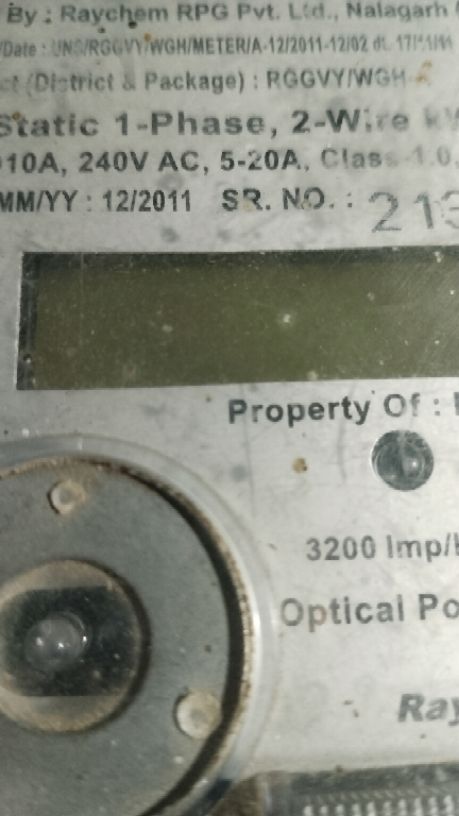 By : Raychem RPG Pvt. Ltd., Nalagarh
/Date : UNS/RGGVY/WGH/METER/A-12/2011-12/02 dt.
ct (District & Package) : RGGVY/WGH
Static 1-Phase, 2-Wire k
10A, 240V AC, 5-20A, Class 1.0,
MM/YY : 12/2011 SR. NO. : 213
Property Of :
3200 Imp/k
Optical Po
Ray